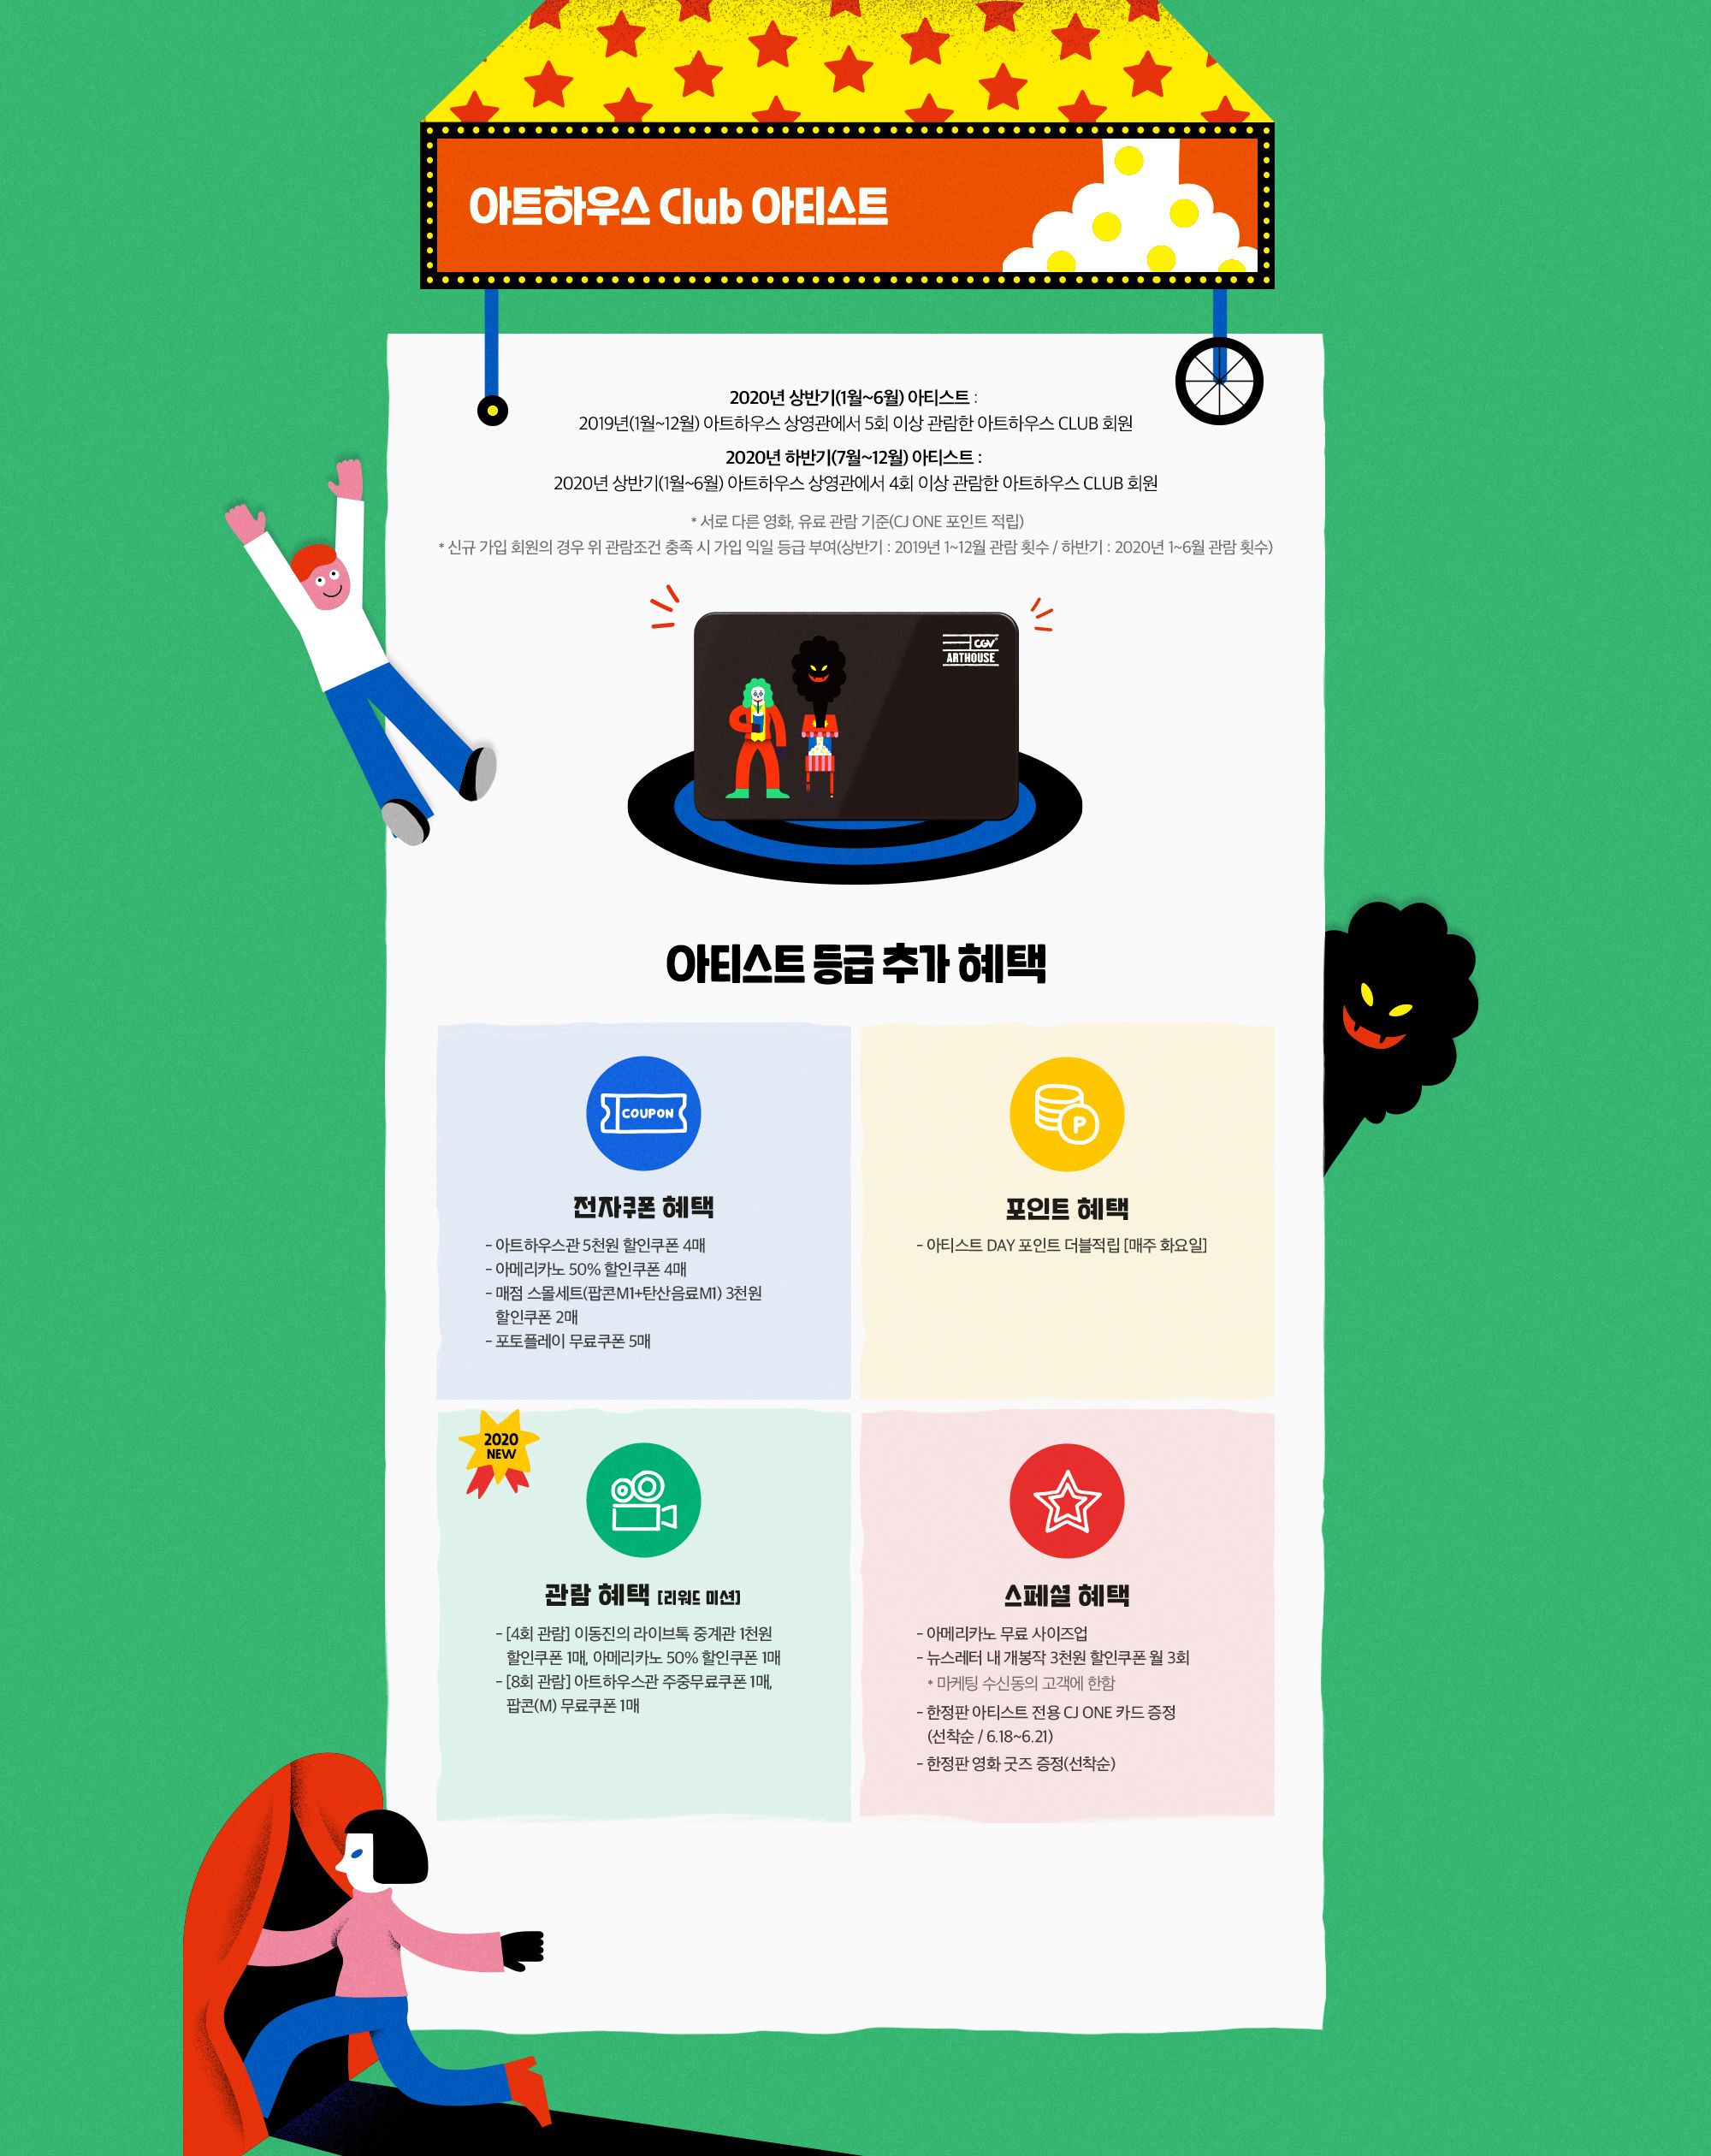 아트하우스 Club 아티스트
2020년 상반기(1월~6월) 아티스트 :
2019년(1월~12월) 아트하우스 상영관에서 5회 이상 관람한 아트하우스 CLUB 회원
2020년 하반기(7월~12월) 아티스트 :
2020년 상반기(1월~6월) 아트하우스 상영관에서 4회 이상 관람한 아트하우스 CLUB 회원
* 서로 다른 영화, 유료 관람 기준(CJ ONE 포인트 적립)
* 신규 가입 회원의 경우 위 관람조건 충족 시 가입 익일 등급 부여(상반기 : 2019년 1~12월 관람 횟수 / 하반기 : 2020년 1~6월 관람 횟수)
CGV
ARTHOUSE
아티스트 등급 추가 혜택
COUPON
전자쿠폰 혜택
- 아트하우스관 5천원 할인쿠폰 4매
- 아메리카노 50% 할인쿠폰 4매
- 매점 스몰세트(팝콘M1+탄산음료M1) 3천원
할인쿠폰 2매
- 포토플레이 무료쿠폰 5매
P
포인트 혜택
- 아티스트 DAY 포인트 더블적립 [매주 화요일]
2020
NEW
관람 혜택 [리워드 미션]
- [4회 관람] 이동진의 라이브톡 중계관 1천원
할인쿠폰 1매, 아메리카노 50% 할인쿠폰 1매
- [8회 관람] 아트하우스관 주중무료쿠폰 1매,
팝콘(M) 무료쿠폰 1매
스페셜 혜택
- 아메리카노 무료 사이즈업
- 뉴스레터 내 개봉작 3천원 할인쿠폰 월 3회
* 마케팅 수신동의 고객에 한함
- 한정판 아티스트 전용 CJ ONE 카드 증정
(선착순 / 6.18~6.21)
- 한정판 영화 굿즈 증정(선착순)